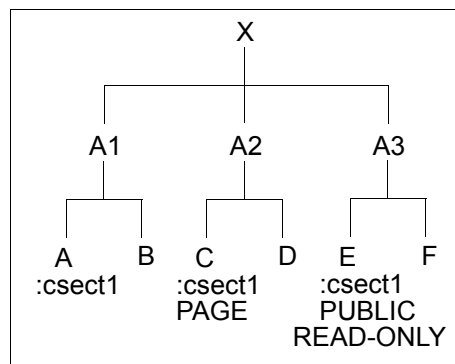 X
A1 A2 A3
A B C D E F
:csect1 :csect1 :csect1
PAGE PUBLIC
READ-ONLY